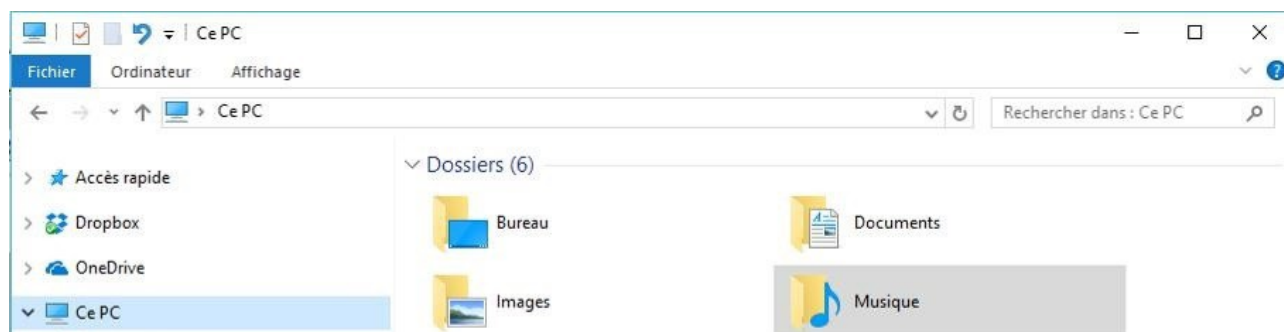 Ce PC
Fichier Ordinateur Affichage
Ce PC Rechercher dans : Ce PC
Accès rapide
Dropbox
OneDrive
Ce PC
Dossiers (6)
Bureau Documents
Images Musique